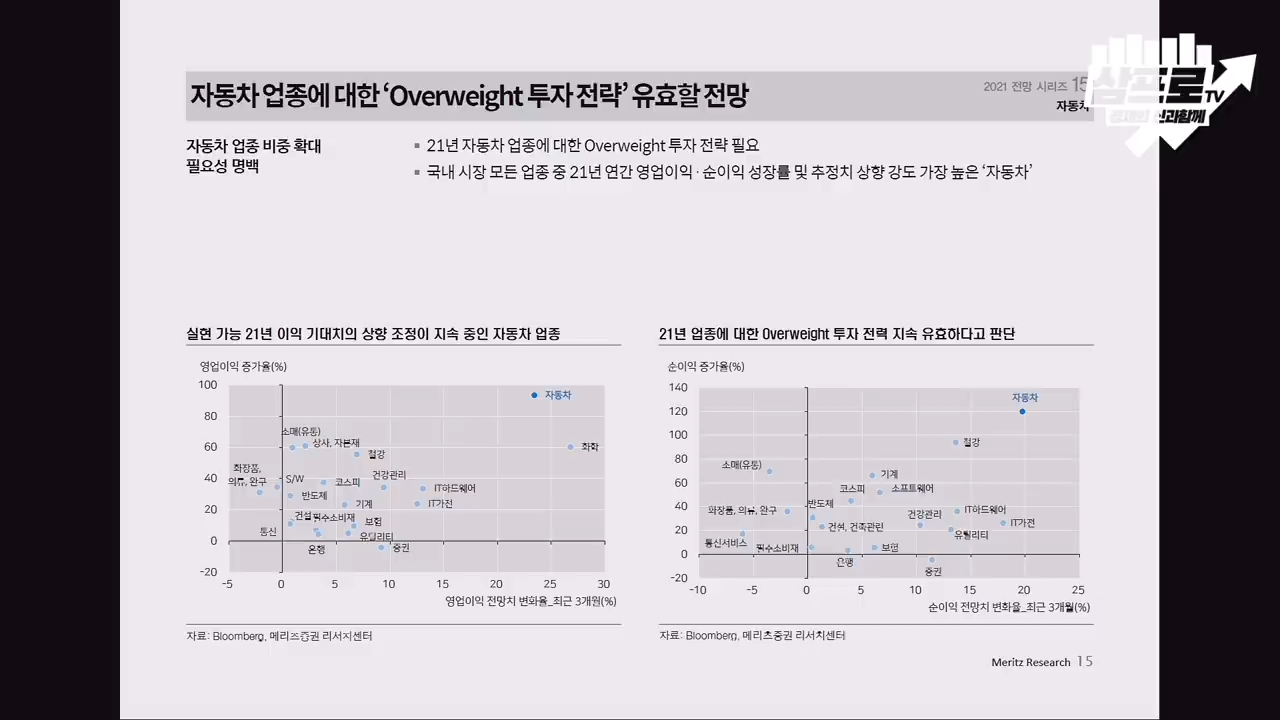 자동차 업종에 대한 ‘Overweight 투자 전략’ 유효할 전망
2021 전망 시리즈 15
자동차
삼프로TV
경제의 신과함께
자동차 업종 비중 확대
필요성 명백
▪ 21년 자동차 업종에 대한 Overweight 투자 전략 필요
▪ 국내 시장 모든 업종 중 21년 연간 영업이익·순이익 성장률 및 추정치 상향 강도 가장 높은 ‘자동차’
실현 가능 21년 이익 기대치의 상향 조정이 지속 중인 자동차 업종
영업이익 증가율(%)
100
80
60
40
20
0
-20
-5
0
5
10
15
20
25
30
자동차
소매(유통)
상사, 자본재
철강
화학
화장품,
의류, 완구
S/W
코스피
건강관리
IT하드웨어
반도체
기계
IT가전
건설
필수소비재
보험
통신
유틸리티
은행
증권
영업이익 전망치 변화율_최근 3개월(%)
자료: Bloomberg, 메리츠증권 리서치센터
21년 업종에 대한 Overweight 투자 전력 지속 유효하다고 판단
순이익 증가율(%)
140
120
100
80
60
40
20
0
-20
-10
-5
0
5
10
15
20
25
자동차
철강
소매(유통)
기계
코스피
소프트웨어
화장품, 의류, 완구
반도체
건강관리
IT하드웨어
건설, 건축관련
IT가전
유틸리티
통신서비스
필수소비재
보험
은행
증권
순이익 전망치 변화율_최근 3개월(%)
자료: Bloomberg, 메리츠증권 리서치센터
Meritz Research 15